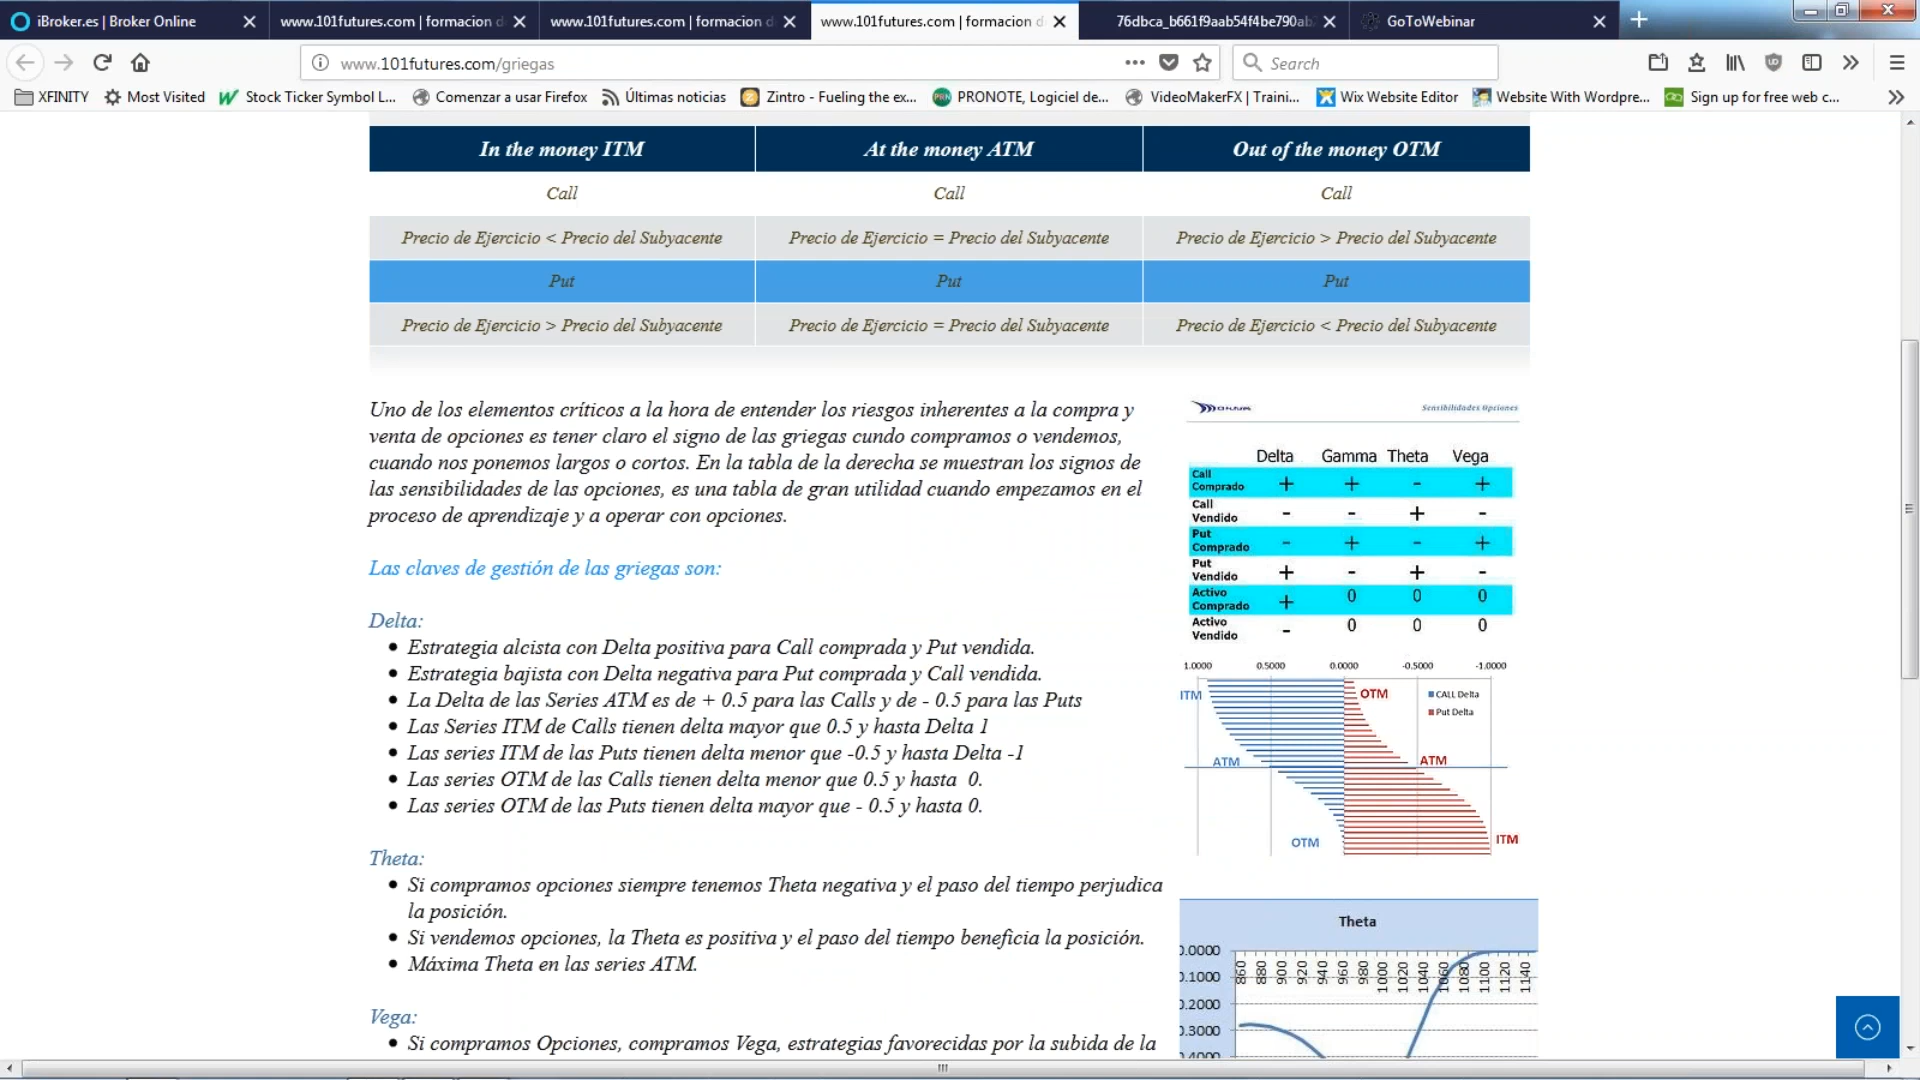 iBroker.es | Broker Online
www.101futures.com | formacion d
www.101futures.com | formacion d
www.101futures.com | formacion d
76dbca_b661f9aab54f4be790ab
GoToWebinar
www.101futures.com/griegas
Search
XFINITY
Most Visited
Stock Ticker Symbol L...
Comenzar a usar Firefox
Últimas noticias
Zintro - Fueling the ex...
PRONOTE, Logiciel de...
VideoMakerFX | Traini...
Wix Website Editor
Website With Wordpre...
Sign up for free web c...
In the money ITM At the money ATM Out of the money OTM
Call Call Call
Precio de Ejercicio < Precio del Subyacente Precio de Ejercicio = Precio del Subyacente Precio de Ejercicio > Precio del Subyacente
Put Put Put
Precio de Ejercicio > Precio del Subyacente Precio de Ejercicio = Precio del Subyacente Precio de Ejercicio < Precio del Subyacente
Uno de los elementos críticos a la hora de entender los riesgos inherentes a la compra y
venta de opciones es tener claro el signo de las griegas cundo compramos o vendemos,
cuando nos ponemos largos o cortos. En la tabla de la derecha se muestran los signos de
las sensibilidades de las opciones, es una tabla de gran utilidad cuando empezamos en el
proceso de aprendizaje y a operar con opciones.
Las claves de gestión de las griegas son:
Delta:
• Estrategia alcista con Delta positiva para Call comprada y Put vendida.
• Estrategia bajista con Delta negativa para Put comprada y Call vendida.
• La Delta de las Series ATM es de + 0.5 para las Calls y de - 0.5 para las Puts
• Las Series ITM de Calls tienen delta mayor que 0.5 y hasta Delta 1
• Las series ITM de las Puts tienen delta menor que -0.5 y hasta Delta -1
• Las series OTM de las Calls tienen delta menor que 0.5 y hasta 0.
• Las series OTM de las Puts tienen delta mayor que - 0.5 y hasta 0.
Theta:
• Si compramos opciones siempre tenemos Theta negativa y el paso del tiempo perjudica
la posición.
• Si vendemos opciones, la Theta es positiva y el paso del tiempo beneficia la posición.
• Máxima Theta en las series ATM.
Vega:
• Si compramos Opciones, compramos Vega, estrategias favorecidas por la subida de la
Sensibilidades Opciones
Delta Gamma Theta Vega
Call
Comprado + + - +
Call
Vendido - - + -
Put
Comprado - + - +
Put
Vendido + - + -
Activo
Comprado + 0 0 0
Activo
Vendido - 0 0 0
1.0000 0.5000 0.0000 -0.5000 -1.0000
ITM OTM CALL Delta
Put Delta
ATM ATM
OTM ITM
Theta
0.0000
0.1000
0.2000
0.3000
0.4000
860 880 900 920 940 960 980 1000 1020 1040 1060 1080 1100 1120 1140